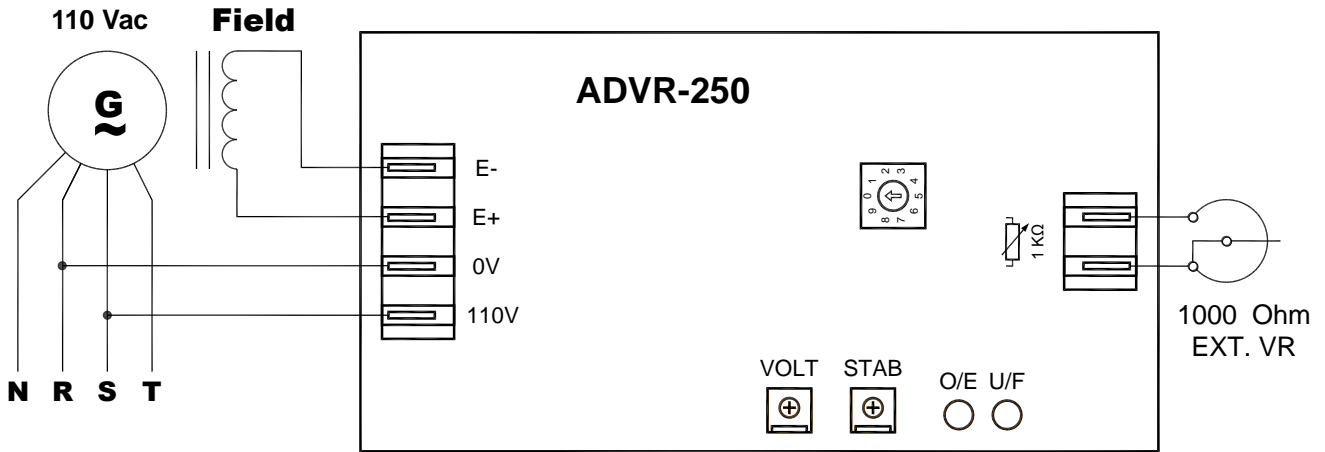 110 Vac
Field
G
~
ADVR-250
E-
E+
0V
110V
0 1 2 3 4 5 6 7 8 9
1 KΩ
1000 Ohm
EXT. VR
VOLT STAB O/E U/F
N R S T